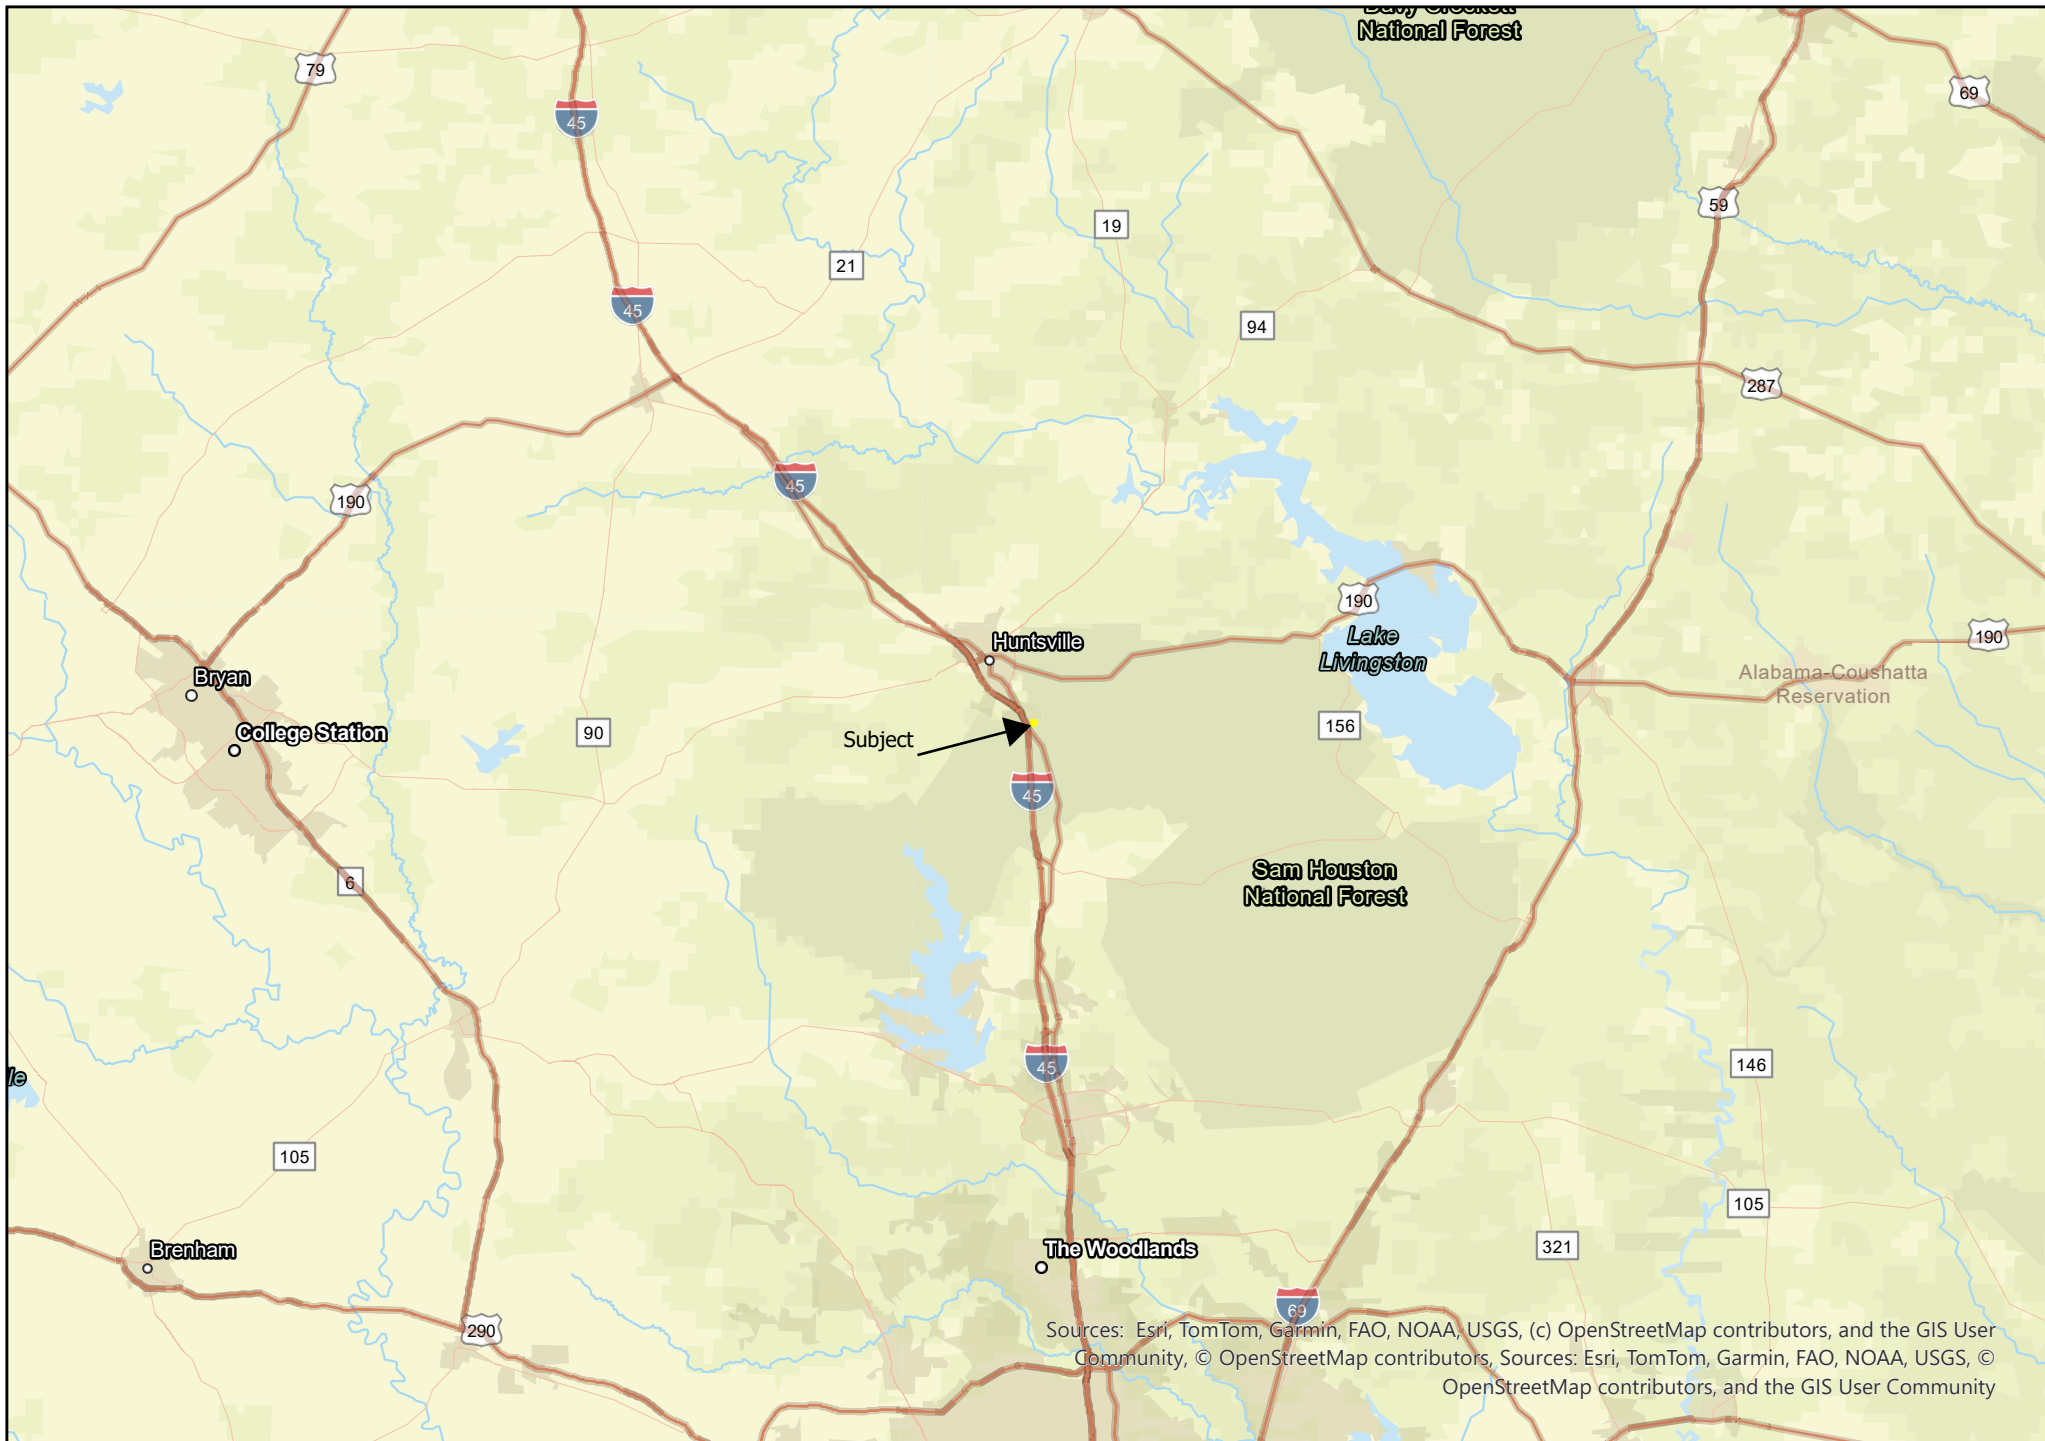 Davy Crockett
National Forest
79
69
45
59
19
21
45
94
287
45
190
190
Lake
Livingston
190
Huntsville
Alabama-Coushatta
Reservation
Bryan
College Station
90
Subject
156
45
Sam Houston
National Forest
6
45
146
le
105
105
321
Brenham
The Woodlands
69
290
Sources: Esri, TomTom, Garmin, FAO, NOAA, USGS, (c) OpenStreetMap contributors, and the GIS User
Community, © OpenStreetMap contributors, Sources: Esri, TomTom, Garmin, FAO, NOAA, USGS, ©
OpenStreetMap contributors, and the GIS User Community